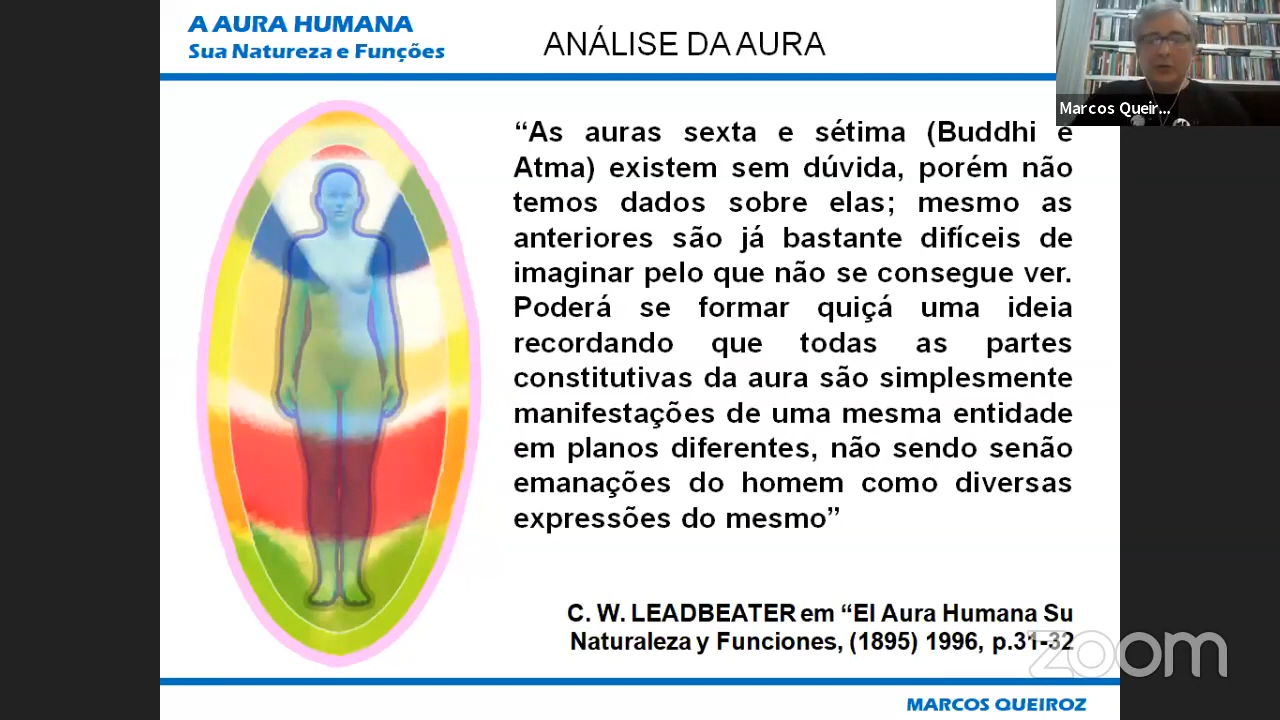 A AURA HUMANA
Sua Natureza e Funções
ANÁLISE DA AURA
Marcos Queir...
“As auras sexta e sétima (Buddhi e
Atma) existem sem dúvida, porém não
temos dados sobre elas; mesmo as
anteriores são já bastante difíceis de
imaginar pelo que não se consegue ver.
Poderá se formar quiçá uma ideia
recordando que todas as partes
constitutivas da aura são simplesmente
manifestações de uma mesma entidade
em planos diferentes, não sendo senão
emanações do homem como diversas
expressões do mesmo”
C. W. LEADBEATER em “El Aura Humana Su
Naturaleza y Funciones, (1895) 1996, p.31-32
zoom
MARCOS QUEIROZ